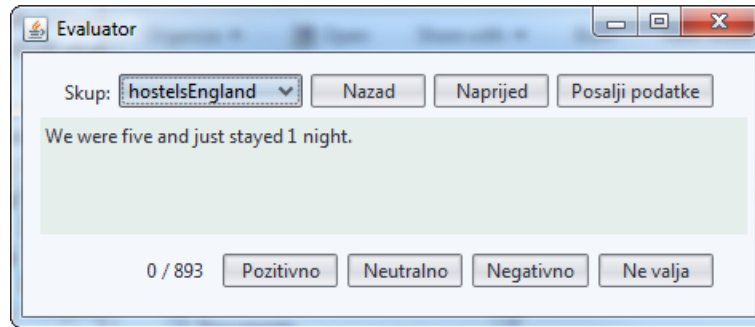 Evaluator
Skup: hostelsEngland Nazad Naprijed Posalji podatke
We were five and just stayed 1 night.
0 / 893 Pozitivno Neutralno Negativno Ne valja